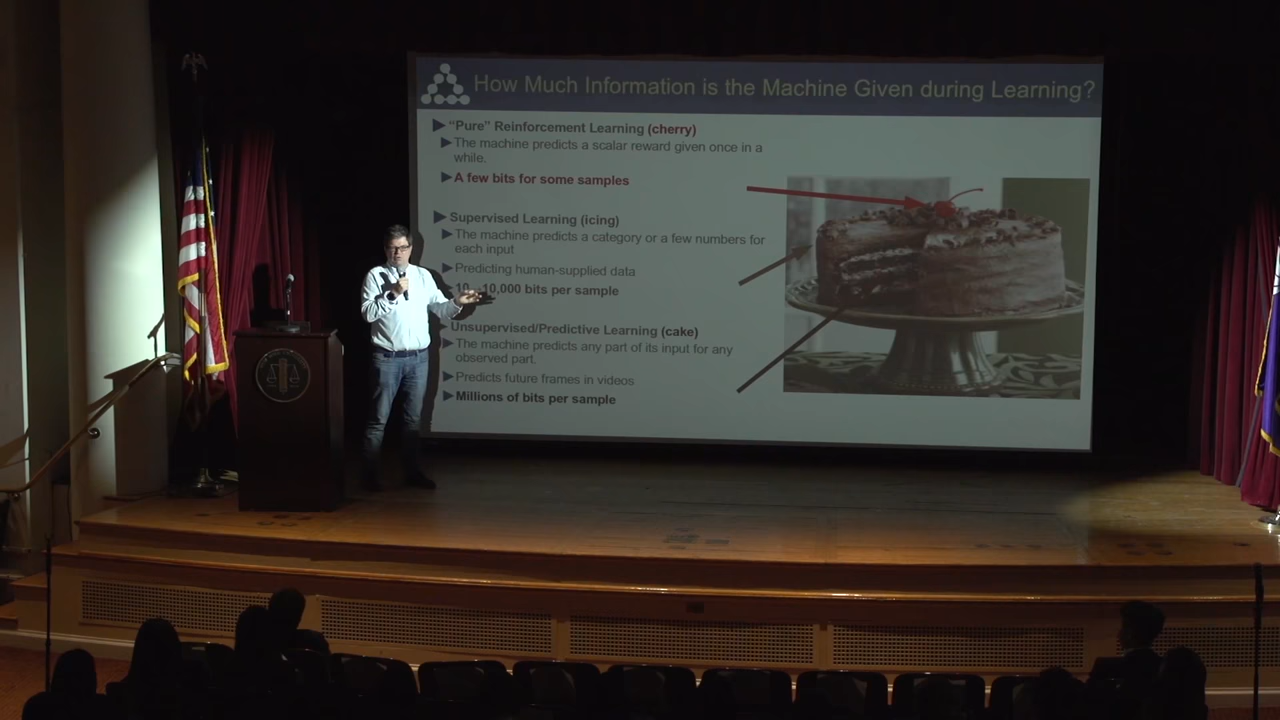 How Much Information is the Machine Given during Learning?
"Pure" Reinforcement Learning (cherry)
The machine predicts a scalar reward given once in a
while.
A few bits for some samples
Supervised Learning (icing)
The machine predicts a category or a few numbers for
each input
Predicting human-supplied data
10→10,000 bits per sample
Unsupervised/Predictive Learning (cake)
The machine predicts any part of its input for any
observed part.
Predicts future frames in videos
Millions of bits per sample